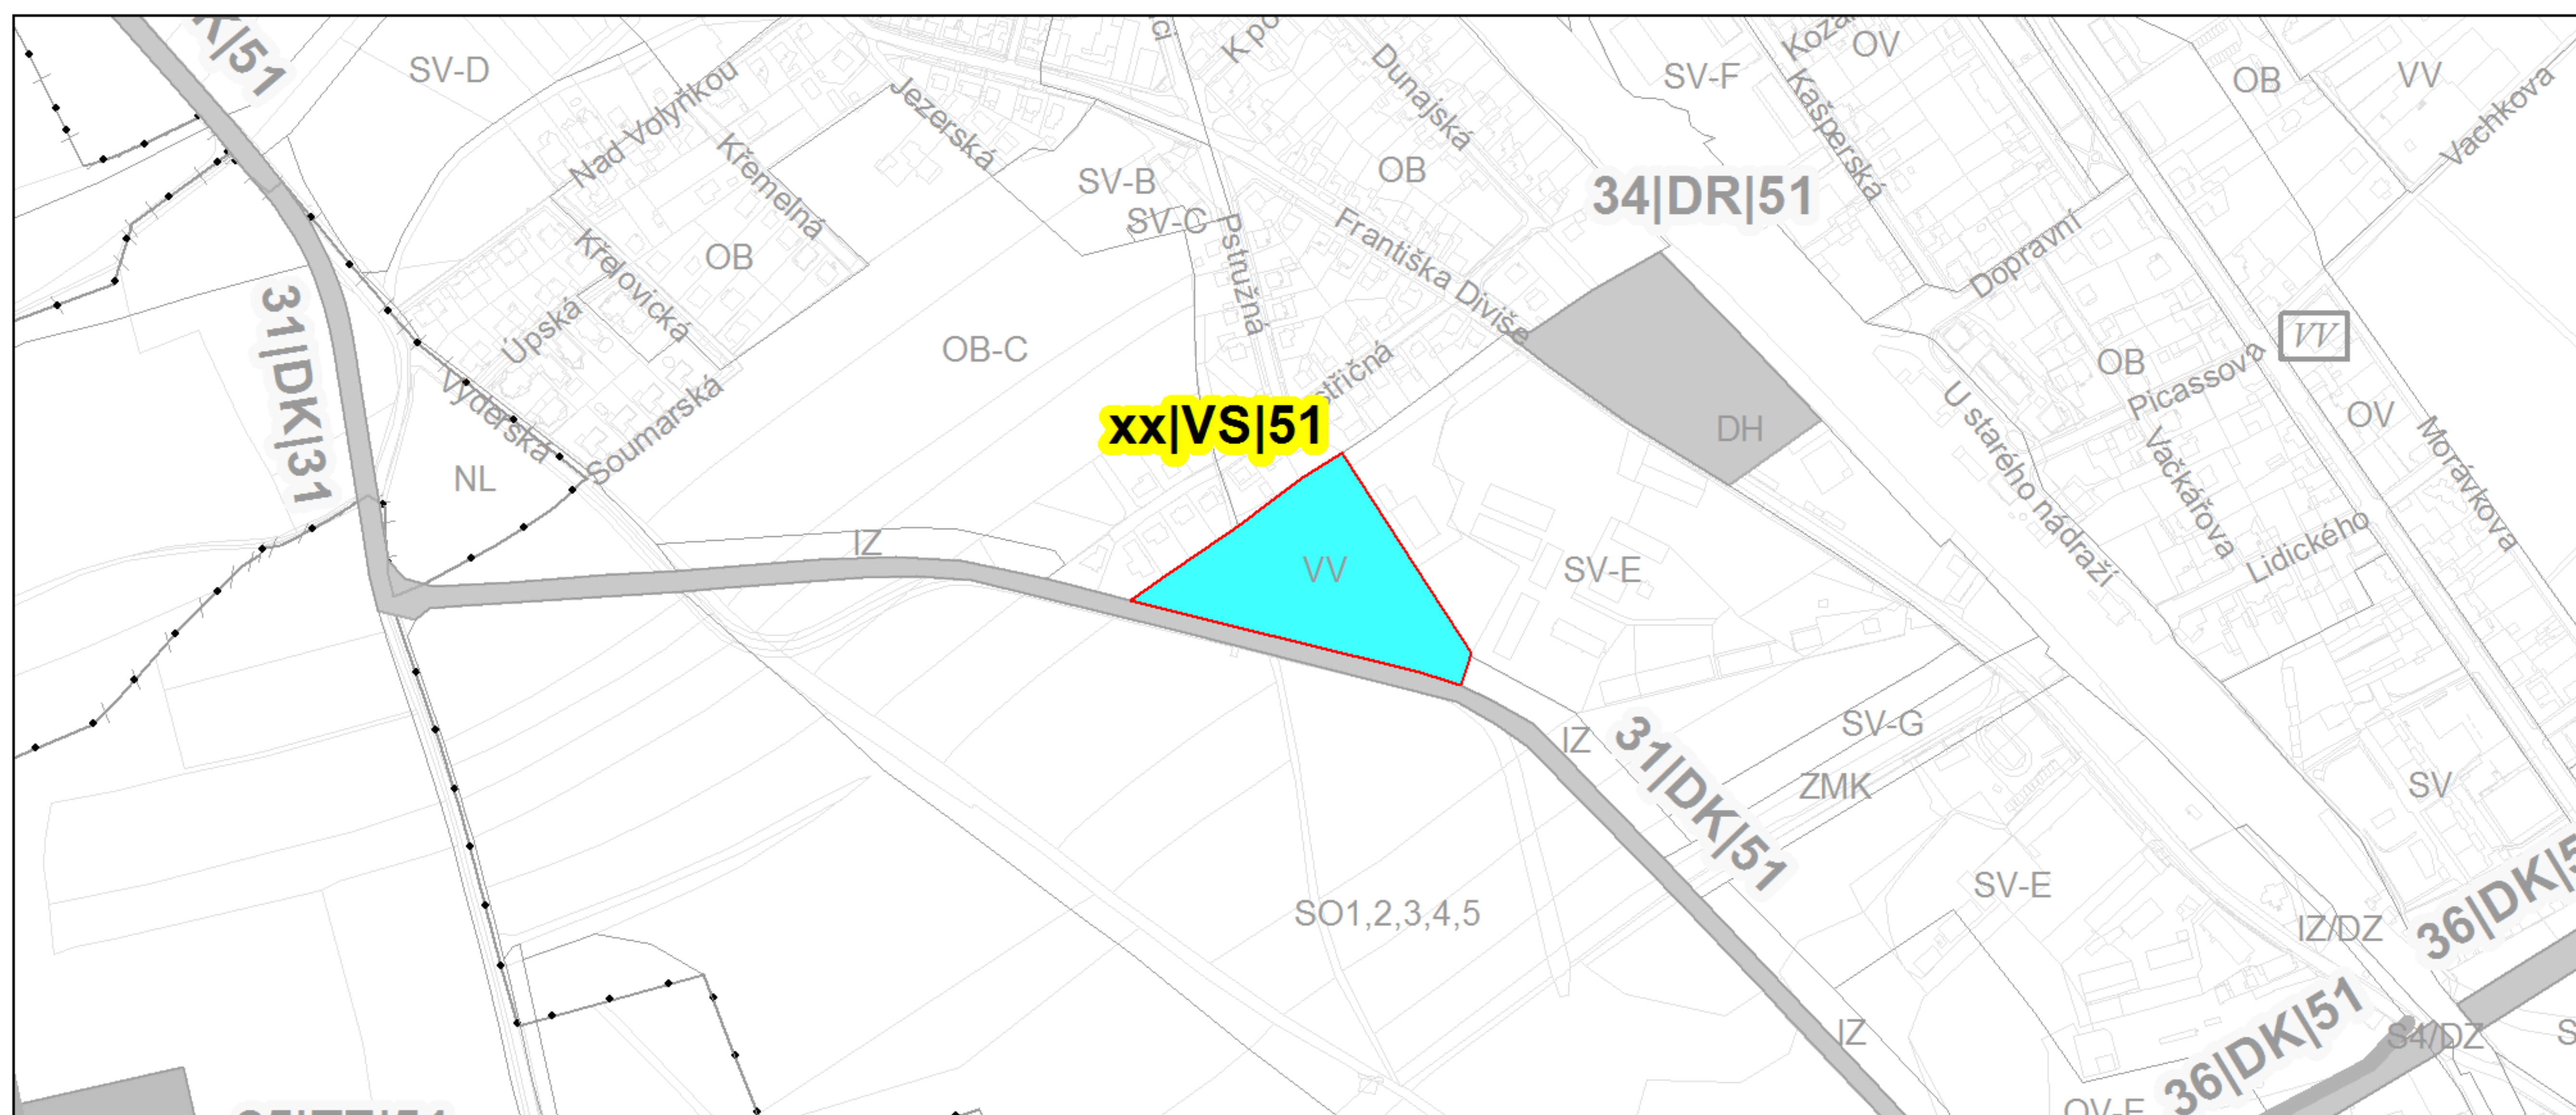 K|51
SV-D
Nad Volyňkou
Křemelná
Jezerská
K po
Dunajská
SV-F
OV
Kašperská
OB
VV
Vachkova
SV-B
SV-C
OB
34|DR|51
Pstružná
Františka Diviše
Dopravní
VV
OB
Křelovická
Úpská
31|DK|31
OB-C
Vyderská
Soumarská
NL
xx|VS|51
DH
OB
Picassova
OV
U starého nádraží
Vačkářova
Morávkova
Lidického
IZ
VV
SV-E
IZ
31|DK|51
SV-G
ZMK
SV
SO1,2,3,4,5
SV-E
IZ/DZ
36|DK|5
IZ
36|DK|51
S4/DZ